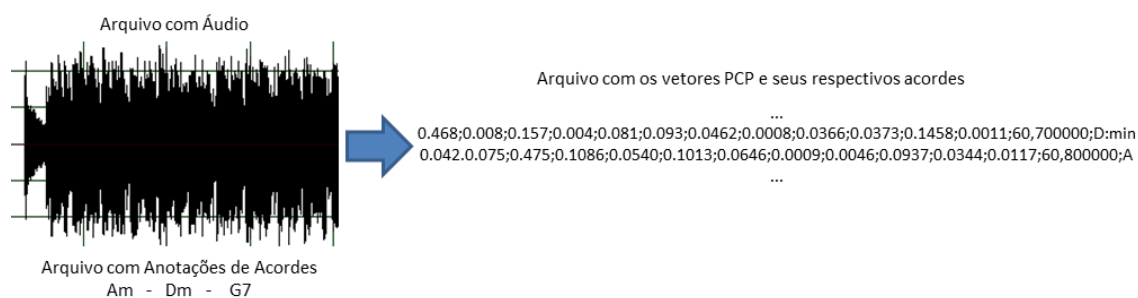 Arquivo com Áudio
Arquivo com os vetores PCP e seus respectivos acordes
...
0.468;0.008;0.157;0.004;0.081;0.093;0.0462;0.0008;0.0366;0.0373;0.1458;0.0011;60,700000;D:min
0.042.0.075;0.475;0.1086;0.0540;0.1013;0.0646;0.0009;0.0046;0.0937;0.0344;0.0117;60,800000;A
...
Arquivo com Anotações de Acordes
Am - Dm - G7